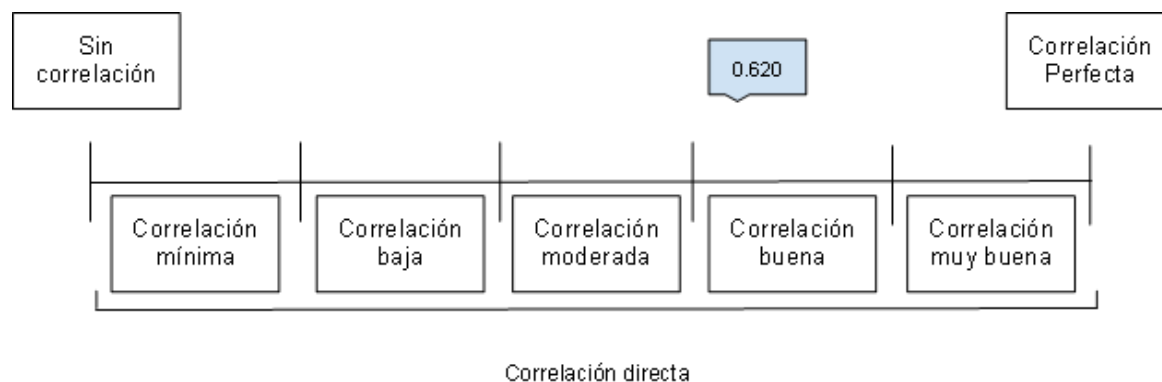 Sin
correlación
0.620
Correlación
Perfecta
Correlación
mínima
Correlación
baja
Correlación
moderada
Correlación
buena
Correlación
muy buena
Correlación directa